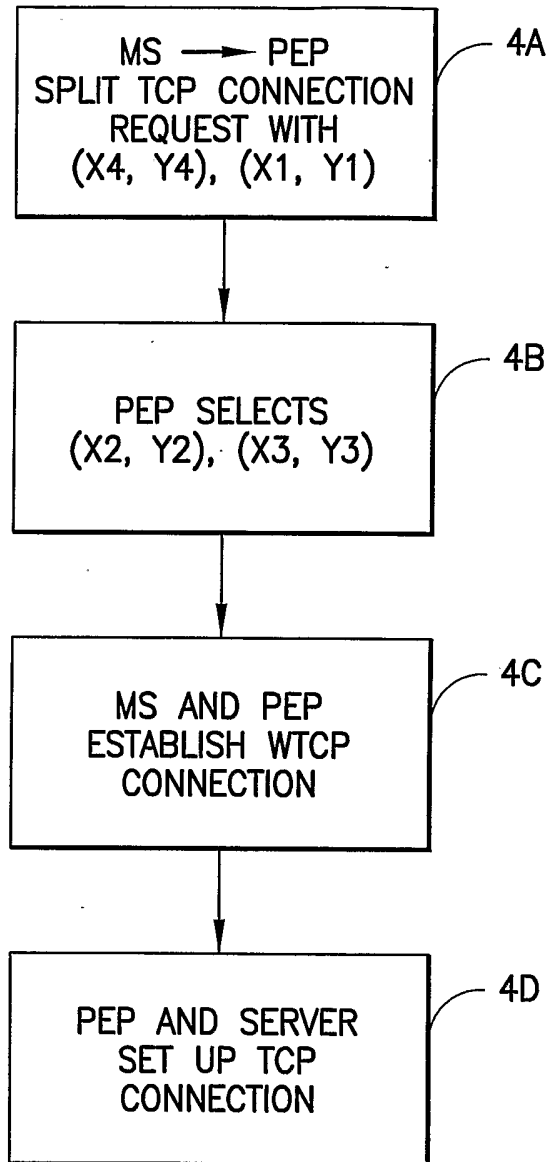 MS → PEP
SPLIT TCP CONNECTION
REQUEST WITH
(X4, Y4), (X1, Y1)
4A
PEP SELECTS
(X2, Y2), (X3, Y3)
4B
MS AND PEP
ESTABLISH WTCP
CONNECTION
4C
PEP AND SERVER
SET UP TCP
CONNECTION
4D